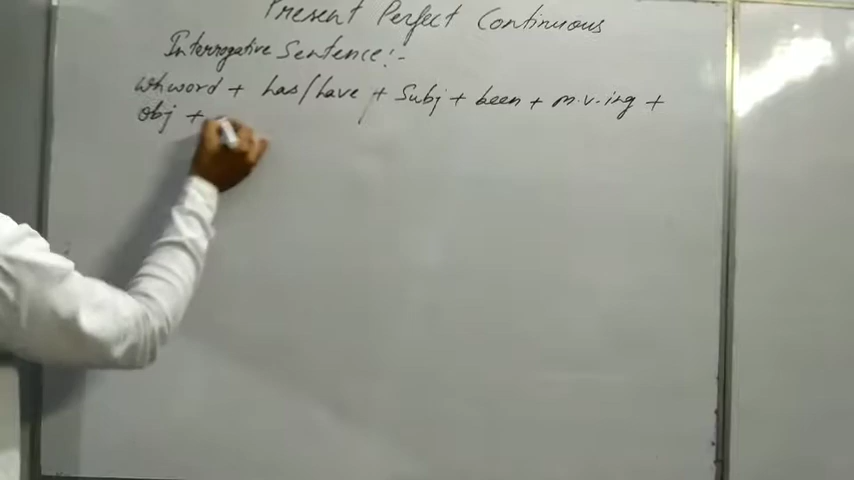 Present Perfect Continuous
Interrogative Sentence:-
Whword + has/have + Subj + been + m.v.ing +
obj +